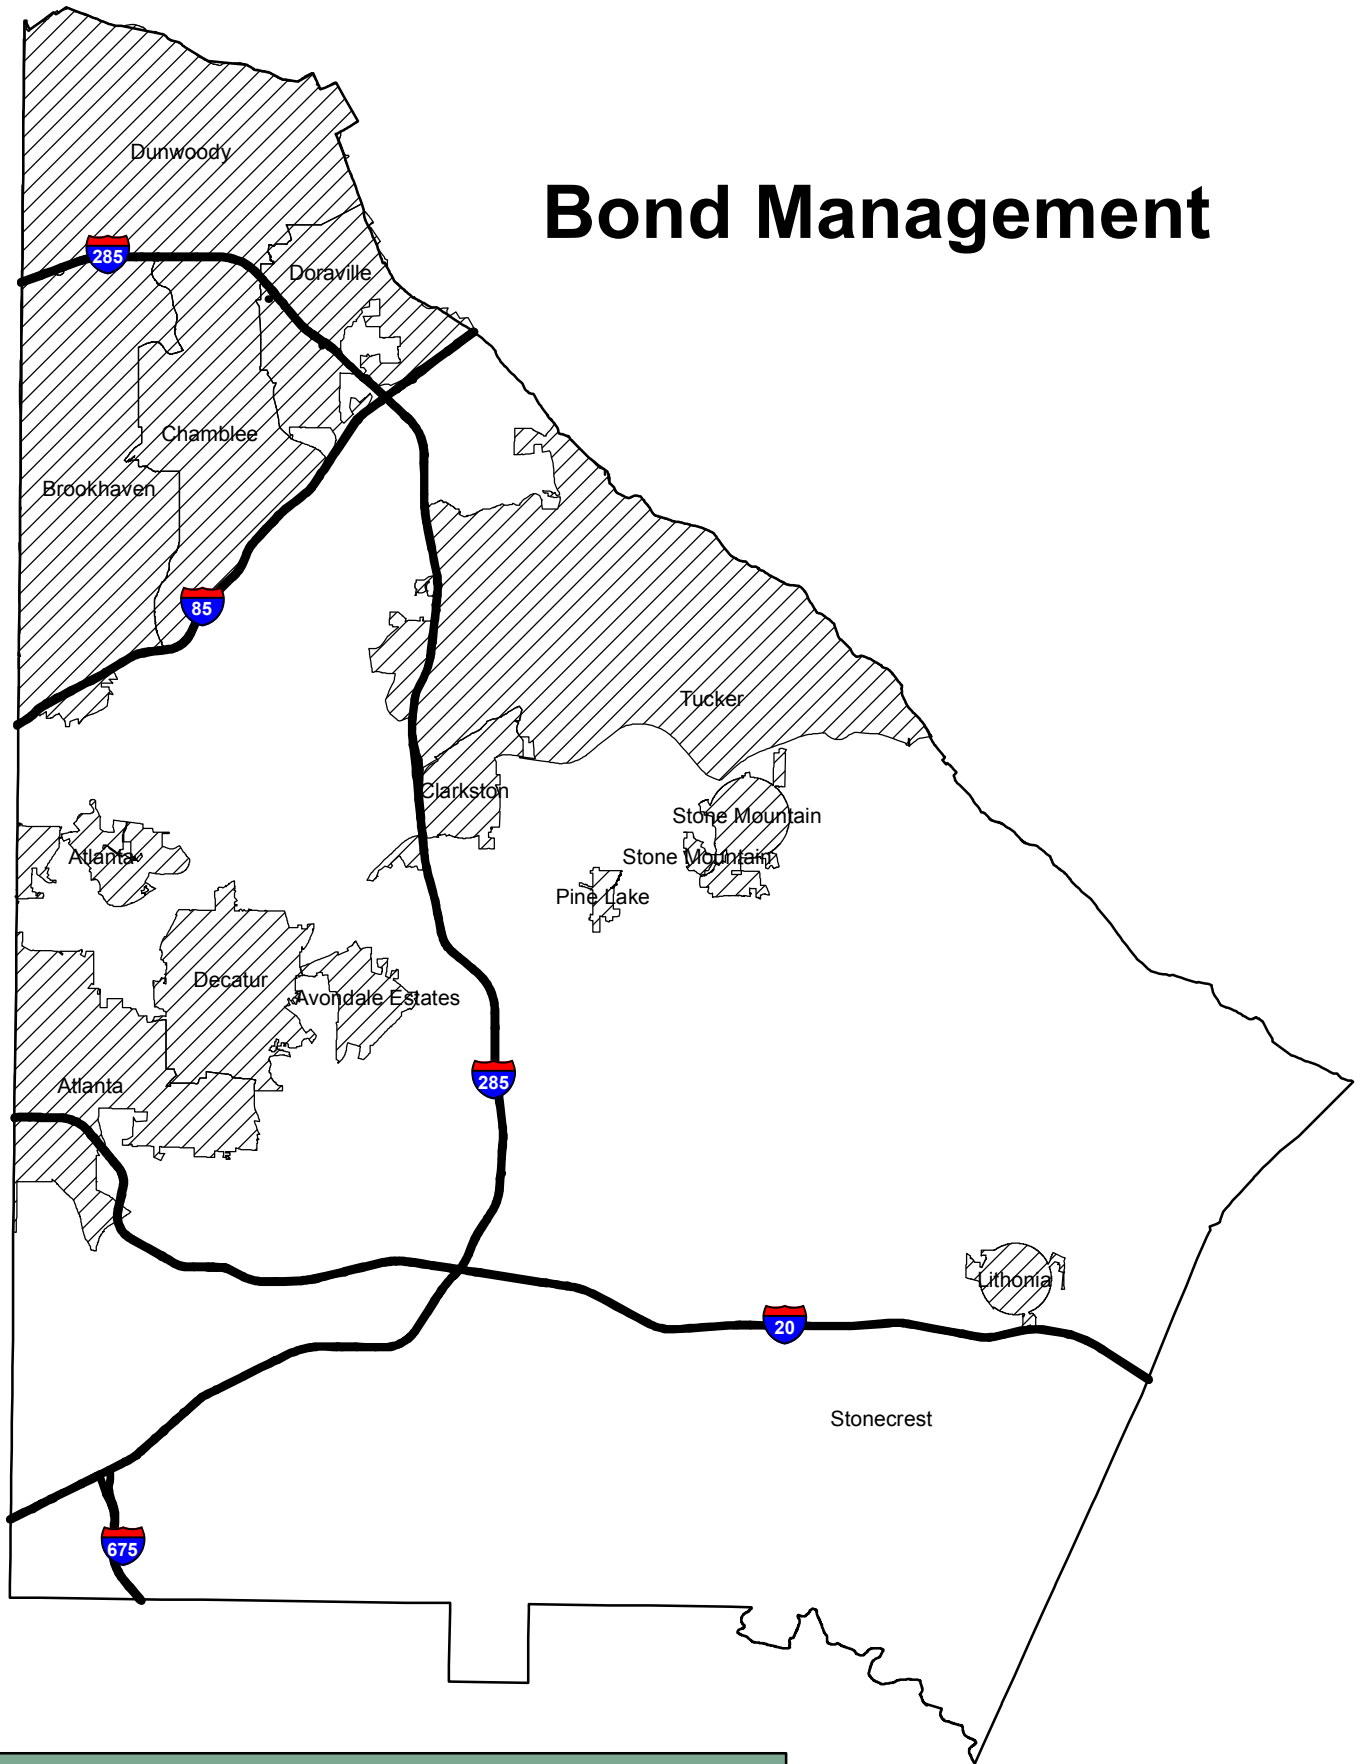 Dunwoody
Bond Management
285
Doraville
Chamblee
Brookhaven
85
Tucker
Clarkston
Stone Mountain
Atlanta
Stone Mountain
Pine Lake
Decatur
Avondale Estates
285
Atlanta
Lithonia
20
Stonecrest
675